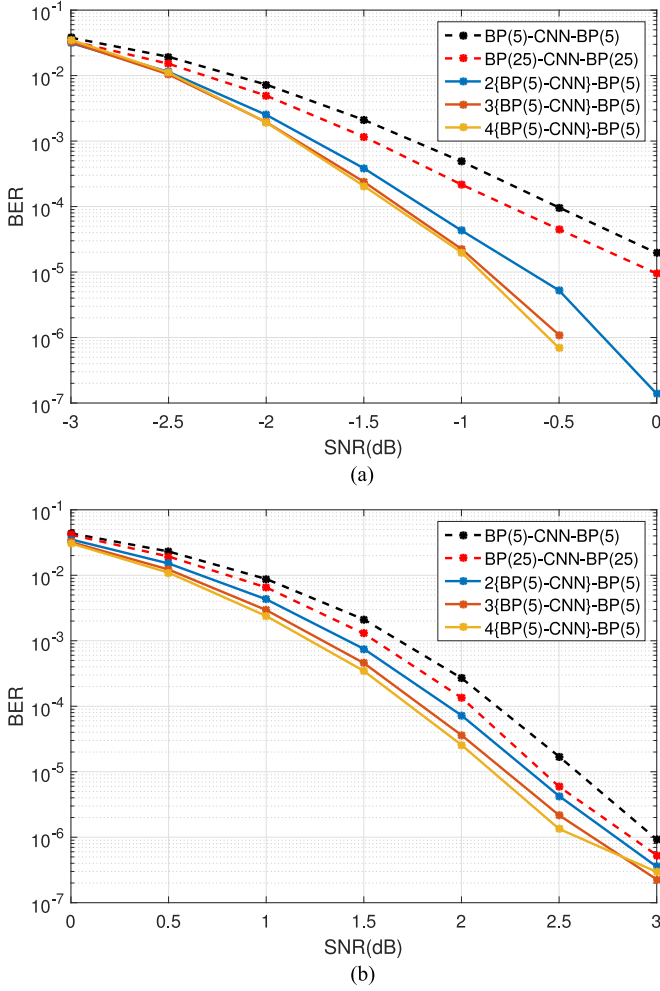 10^-1
BP(5)-CNN-BP(5)
BP(25)-CNN-BP(25)
2{BP(5)-CNN}-BP(5)
3{BP(5)-CNN}-BP(5)
4{BP(5)-CNN}-BP(5)
10^-2
10^-3
10^-4
10^-5
10^-6
10^-7
BER
-3 -2.5 -2 -1.5 -1 -0.5 0
SNR(dB)
(a)
10^-1
BP(5)-CNN-BP(5)
BP(25)-CNN-BP(25)
2{BP(5)-CNN}-BP(5)
3{BP(5)-CNN}-BP(5)
4{BP(5)-CNN}-BP(5)
10^-2
10^-3
10^-4
10^-5
10^-6
10^-7
BER
0 0.5 1 1.5 2 2.5 3
SNR(dB)
(b)